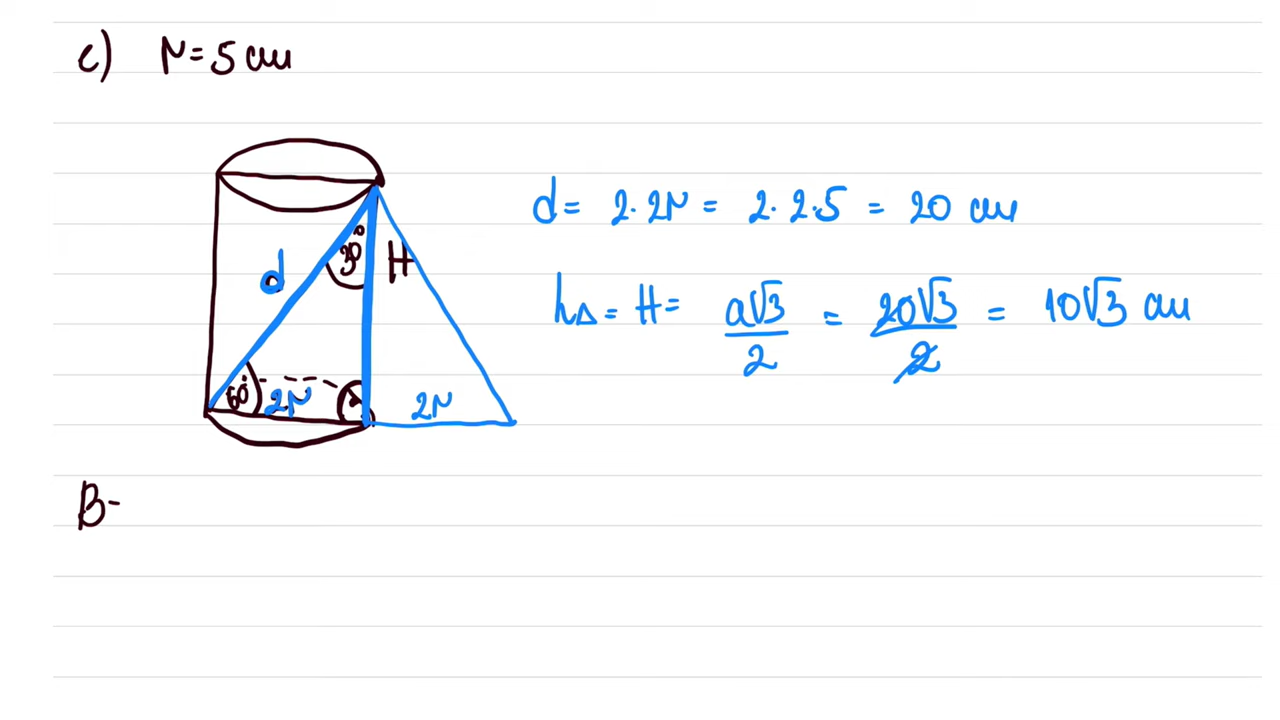 c) r = 5 cm
d = 2 · 2r = 2 · 2 · 5 = 20 cm
30°
H
d
h△ = H = a√3/2 = 20√3/2 = 10√3 cm
60°
2r
2r
B =